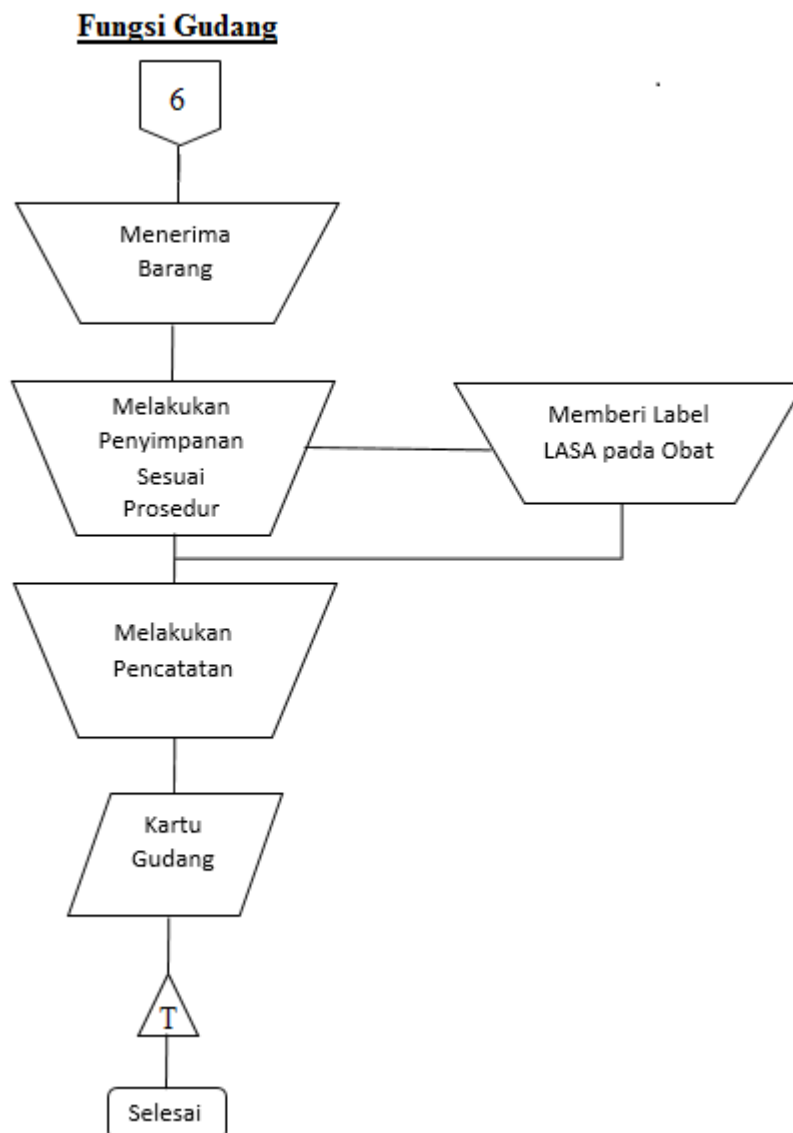 Fungsi Gudang
6
Menerima
Barang
Melakukan
Penyimpanan
Sesuai
Prosedur
Memberi Label
LASA pada Obat
Melakukan
Pencatatan
Kartu
Gudang
T
Selesai